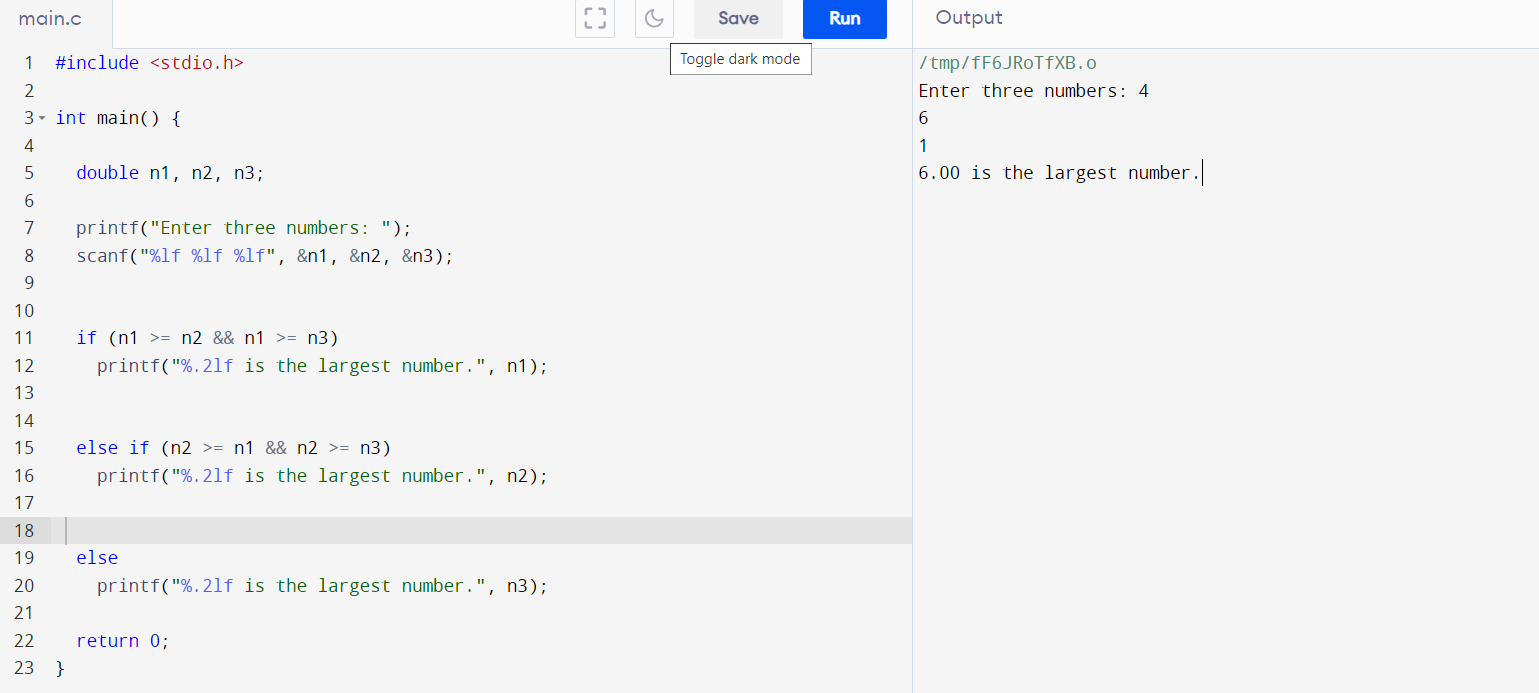 main.c
Save
Run
Output
Toggle dark mode
1 #include <stdio.h>
2
3 int main() {
4
5 double n1, n2, n3;
6
7 printf("Enter three numbers: ");
8 scanf("%lf %lf %lf", &n1, &n2, &n3);
9
10
11 if (n1 >= n2 && n1 >= n3)
12 printf("%.2lf is the largest number.", n1);
13
14
15 else if (n2 >= n1 && n2 >= n3)
16 printf("%.2lf is the largest number.", n2);
17
18
19 else
20 printf("%.2lf is the largest number.", n3);
21
22 return 0;
23 }
/tmp/fF6JRoTfXB.o
Enter three numbers: 4
6
1
6.00 is the largest number.